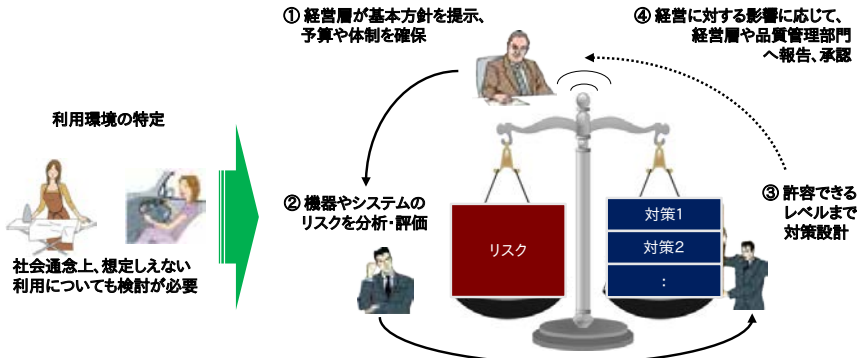 ① 経営層が基本方針を提示、
予算や体制を確保
④ 経営に対する影響に応じて、
経営層や品質管理部門
へ報告、承認
利用環境の特定
② 機器やシステムの
リスクを分析・評価
リスク
対策1
対策2
：
③ 許容できる
レベルまで
対策設計
社会通念上、想定しえない
利用についても検討が必要